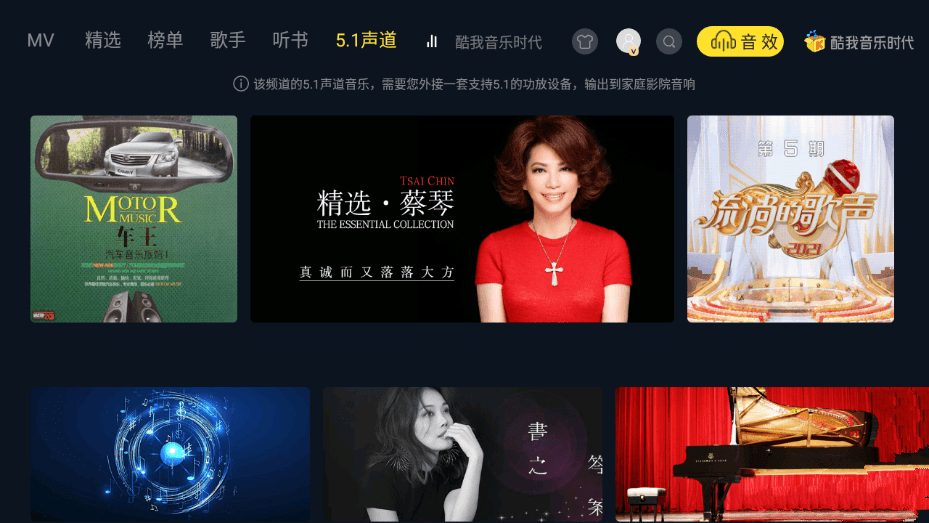 MV 精选 榜单 歌手 听书 5.1声道 酷我音乐时代 音效 酷我音乐时代
该频道的5.1声道音乐，需要您外接一套支持5.1的功放设备，输出到家庭影院音响
MOTOR
MUSIC
车王
汽车音乐旅程1
TSAI CHIN
精选·蔡琴
THE ESSENTIAL COLLECTION
真诚而又落落大方
第5期
流尚的歌声
2021
書之